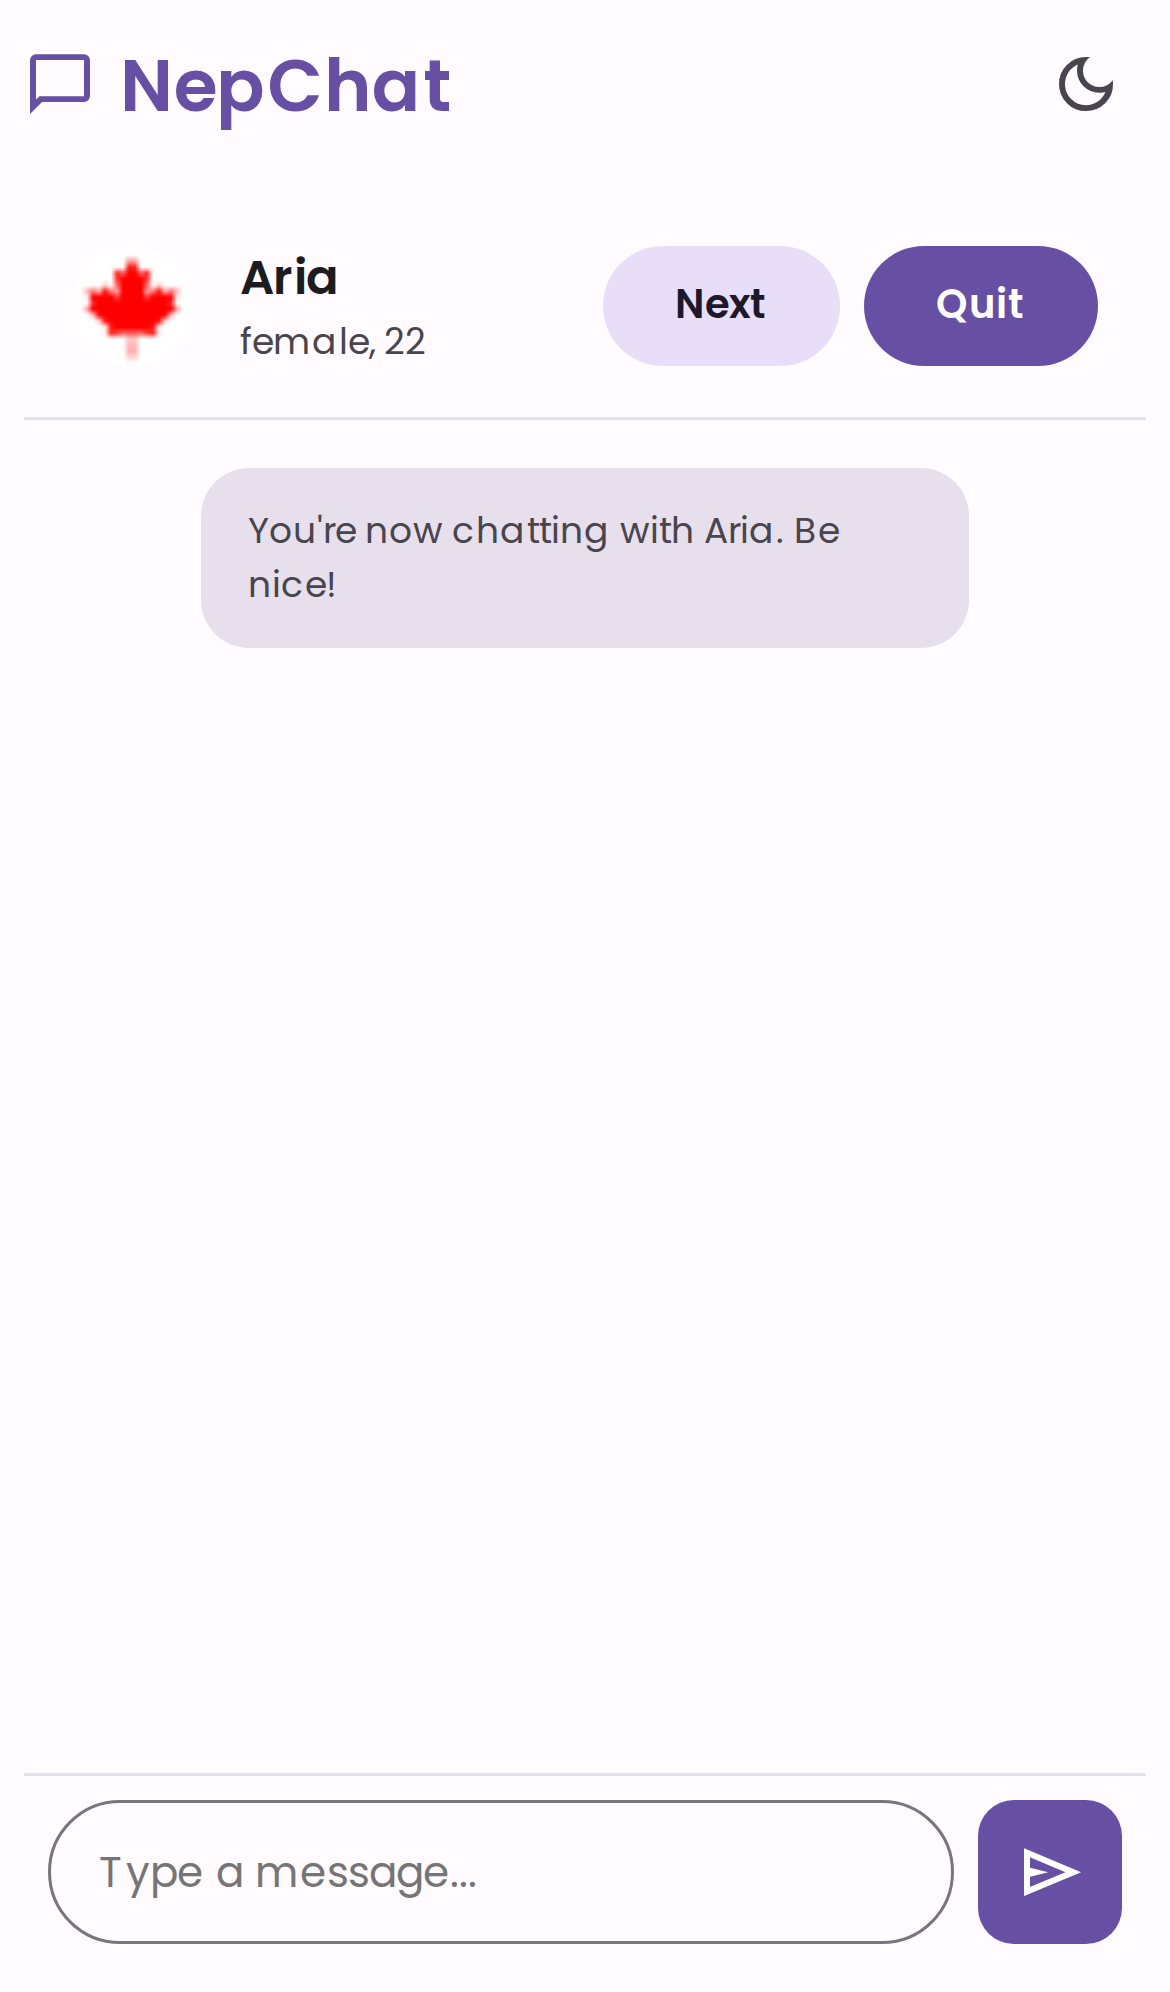 NepChat
Aria
female, 22
Next
Quit
You're now chatting with Aria. Be
nice!
Type a message...